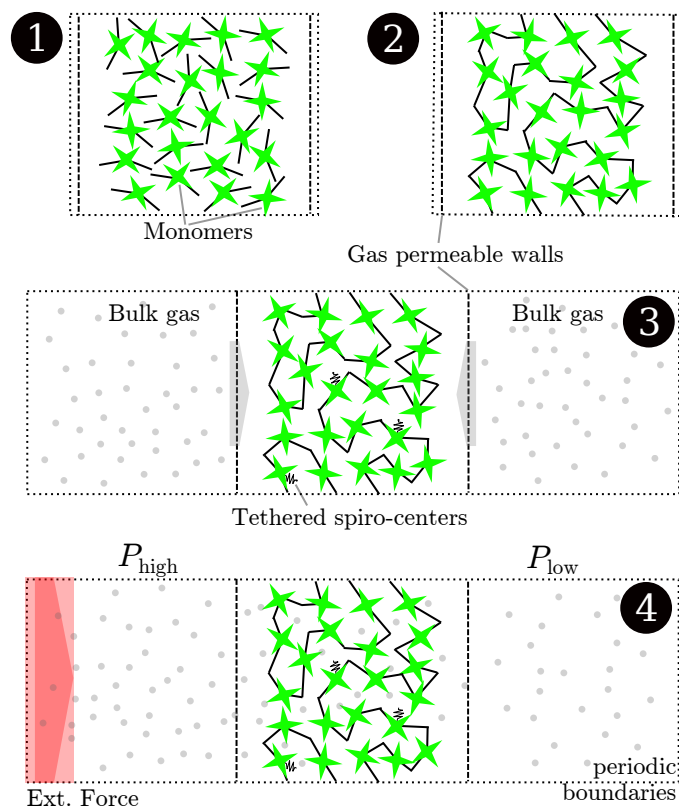 1
2
Monomers
Gas permeable walls
Bulk gas
Bulk gas
3
Tethered spiro-centers
P_high
P_low
4
periodic
boundaries
Ext. Force